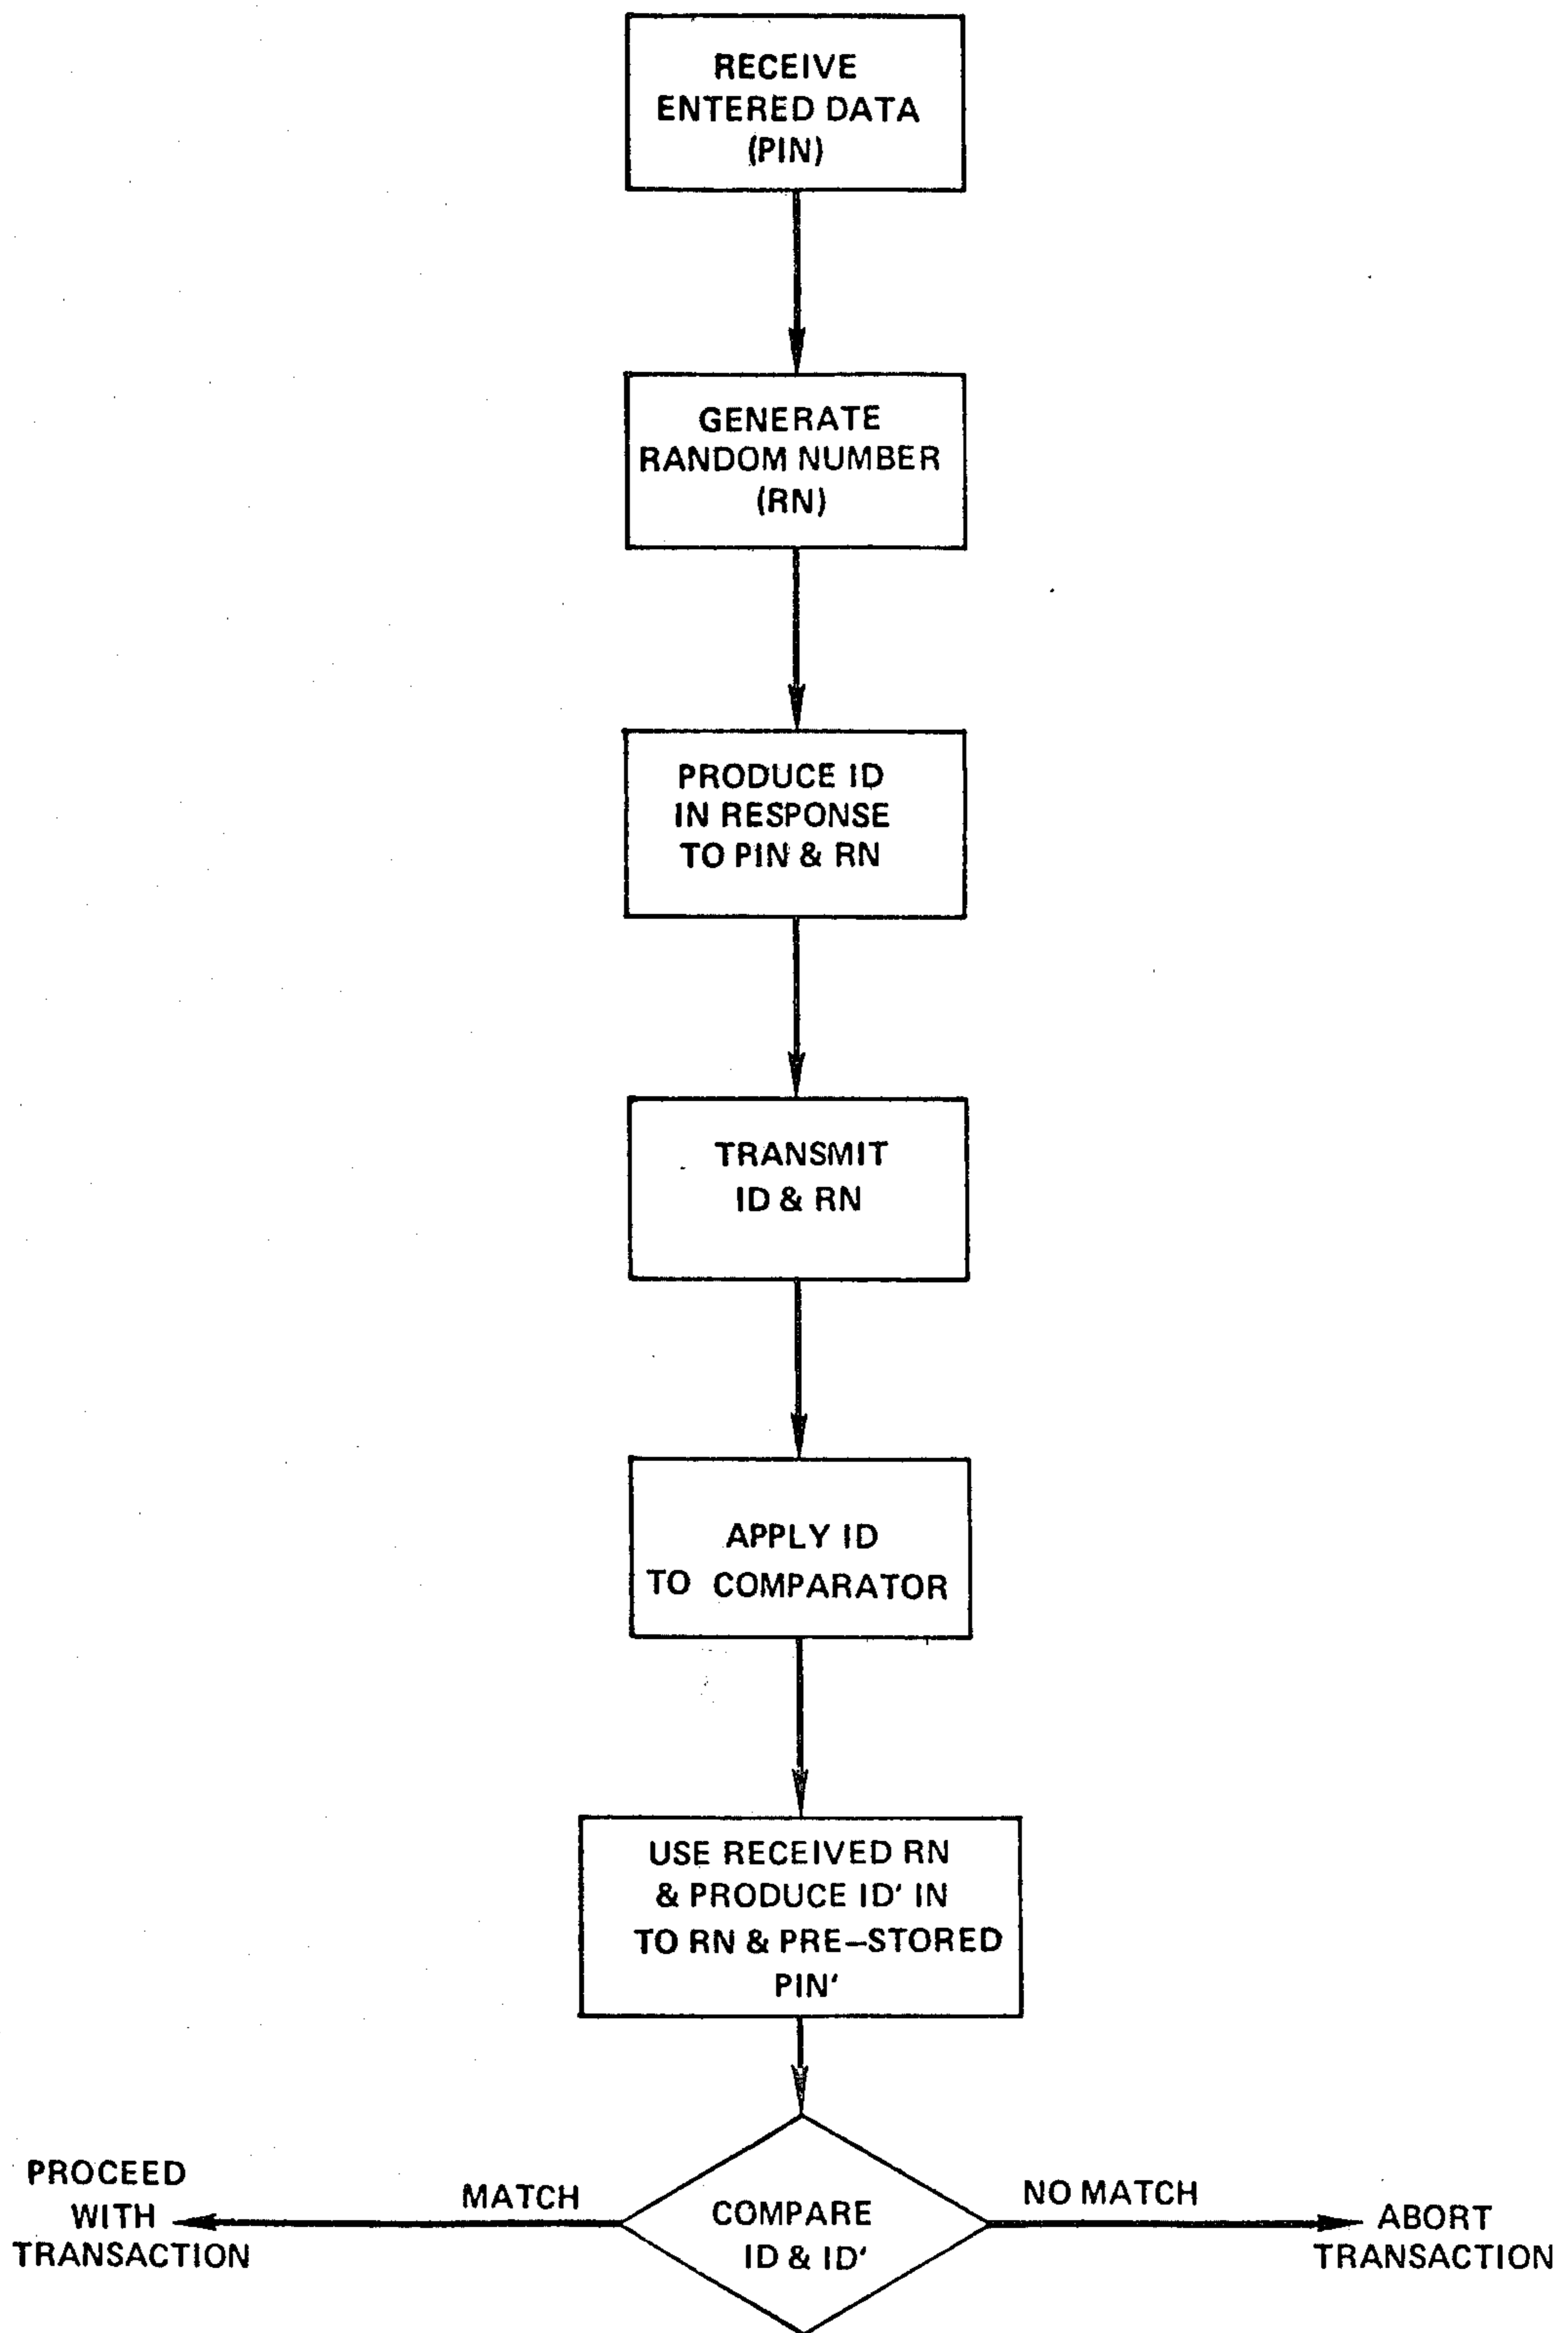 RECEIVE
ENTERED DATA
(PIN)
GENERATE
RANDOM NUMBER
(RN)
PRODUCE ID
IN RESPONSE
TO PIN & RN
TRANSMIT
ID & RN
APPLY ID
TO COMPARATOR
USE RECEIVED RN
& PRODUCE ID' IN
TO RN & PRE–STORED
PIN'
COMPARE
ID & ID'
MATCH
PROCEED
WITH
TRANSACTION
NO MATCH
ABORT
TRANSACTION